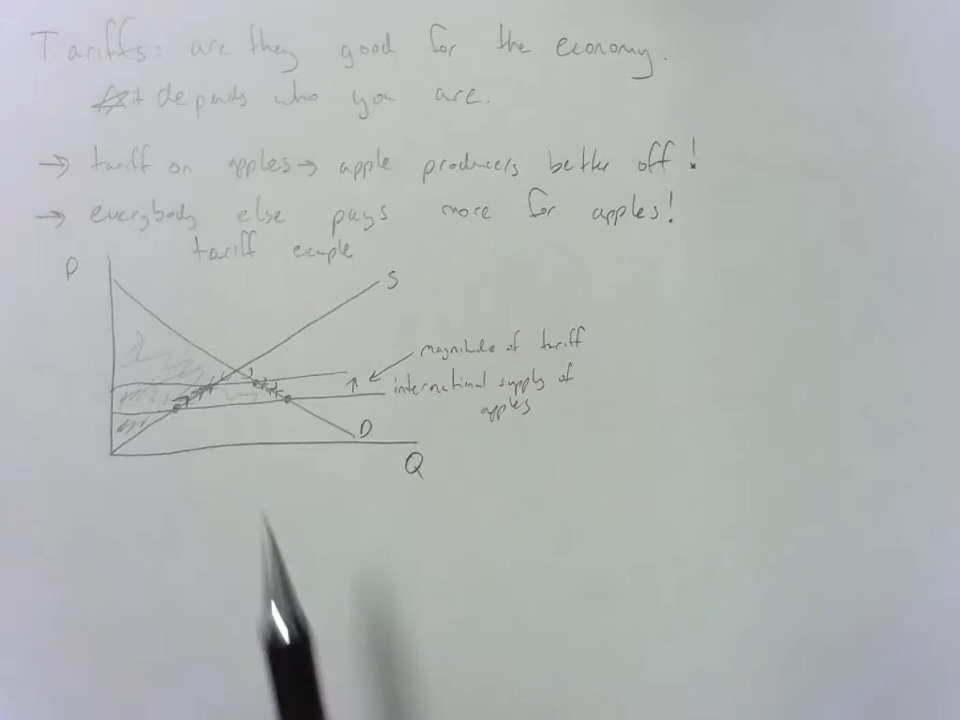 Tariffs: are they good for the economy.
it depends who you are.
→ tariff on apples → apple producers better off!
→ everybody else pays more for apples!
tariff exmple
P
S
magnitude of tariff
international supply of
apples
D
Q